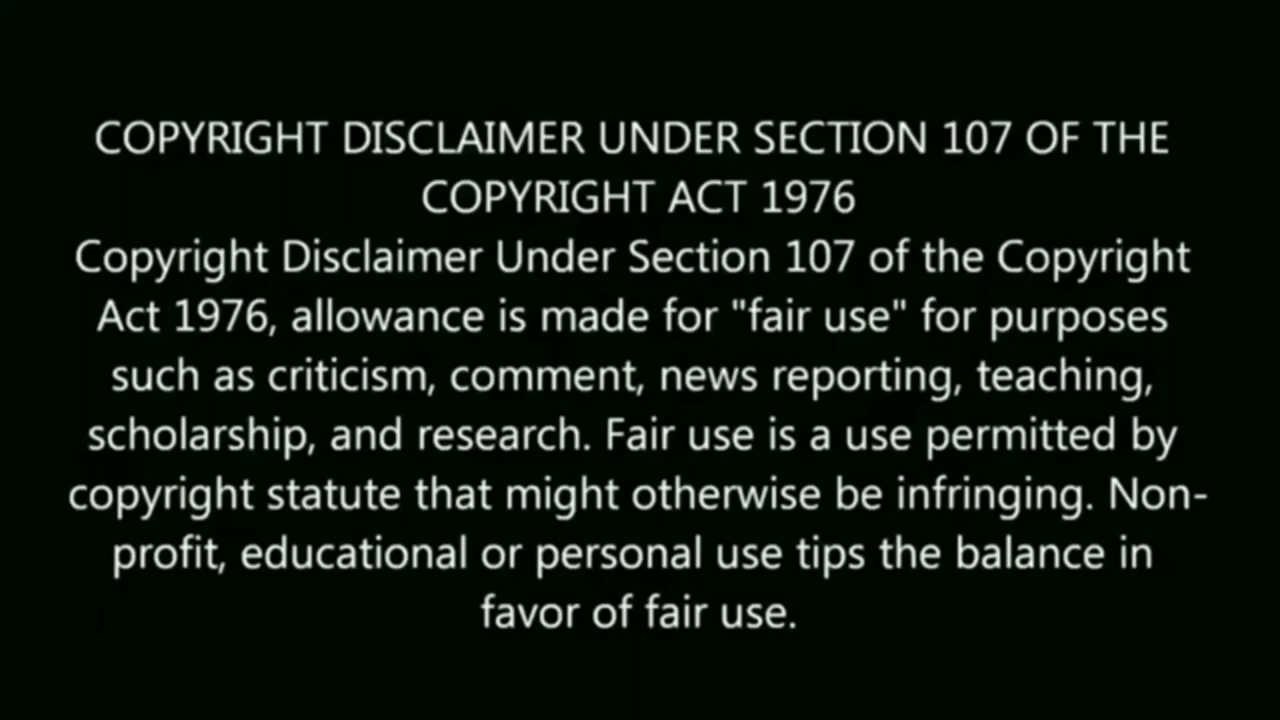 COPYRIGHT DISCLAIMER UNDER SECTION 107 OF THE
COPYRIGHT ACT 1976
Copyright Disclaimer Under Section 107 of the Copyright
Act 1976, allowance is made for "fair use" for purposes
such as criticism, comment, news reporting, teaching,
scholarship, and research. Fair use is a use permitted by
copyright statute that might otherwise be infringing. Non-
profit, educational or personal use tips the balance in
favor of fair use.